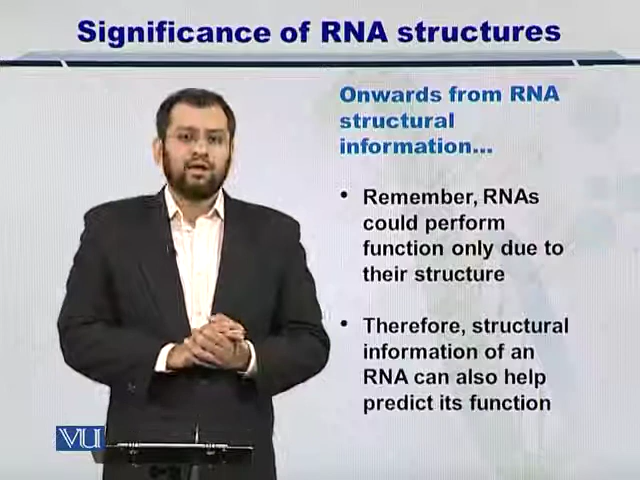 Significance of RNA structures
Onwards from RNA
structural
information...
• Remember, RNAs
could perform
function only due to
their structure
• Therefore, structural
information of an
RNA can also help
predict its function
VU